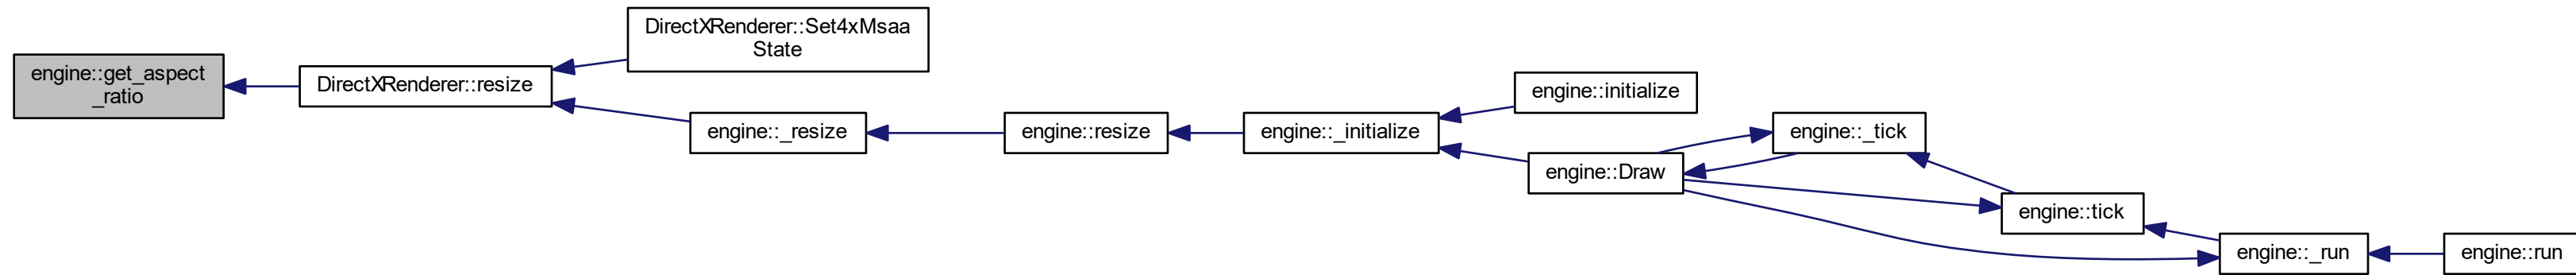 engine::get_aspect
_ratio
DirectXRenderer::resize
DirectXRenderer::Set4xMsaa
State
engine::_resize
engine::resize
engine::_initialize
engine::initialize
engine::Draw
engine::_tick
engine::tick
engine::_run
engine::run